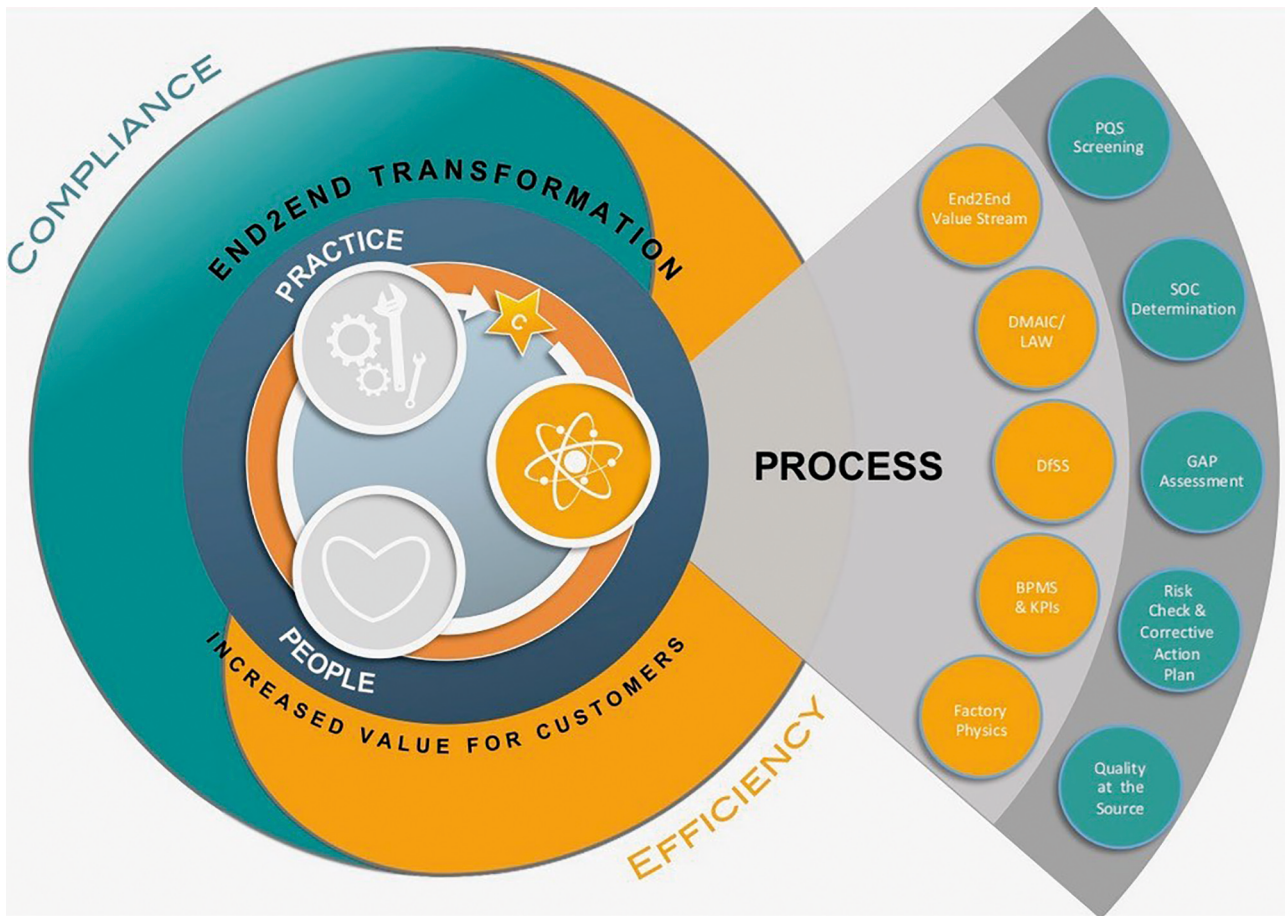 COMPLIANCE
END2END TRANSFORMATION
PRACTICE
C
PEOPLE
INCREASED VALUE FOR CUSTOMERS
EFFICIENCY
PROCESS
End2End
Value Stream
DMAIC/
LAW
DfSS
BPMS
& KPIs
Factory
Physics
PQS
Screening
SOC
Determination
GAP
Assessment
Risk
Check &
Corrective
Action
Plan
Quality
at the
Source